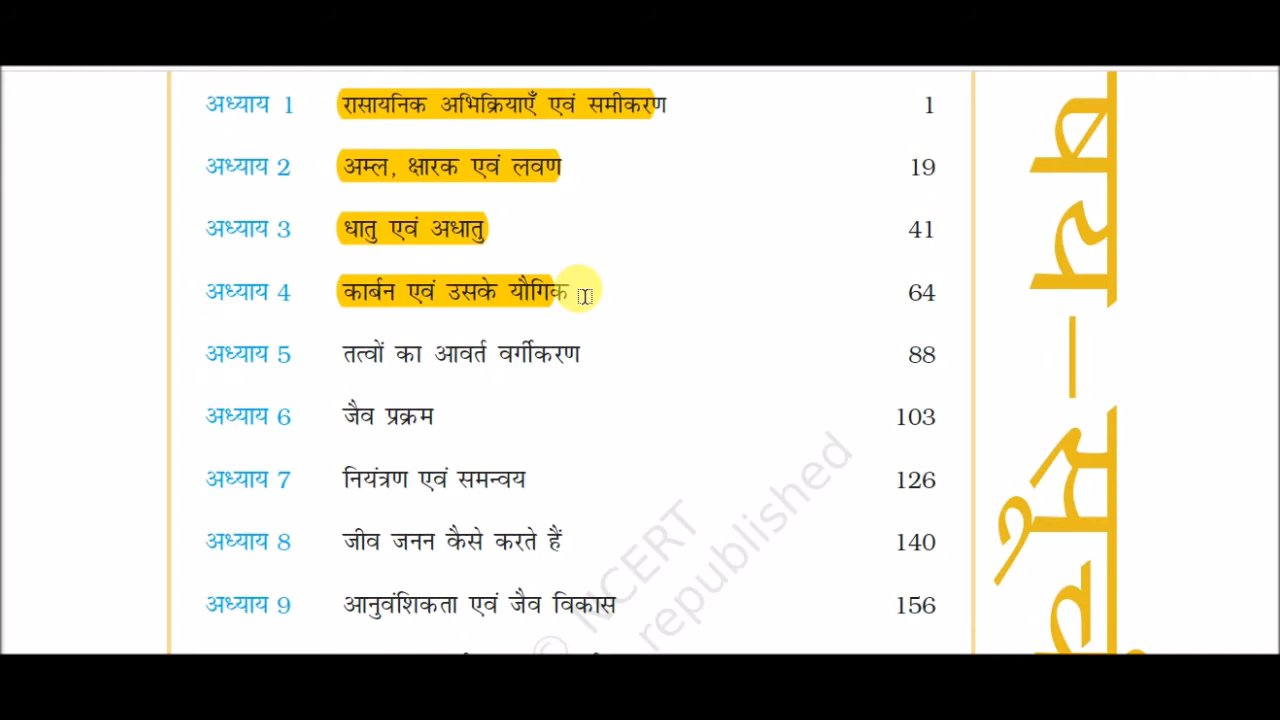 अध्याय 1 रासायनिक अभिक्रियाएँ एवं समीकरण 1
अध्याय 2 अम्ल, क्षारक एवं लवण 19
अध्याय 3 धातु एवं अधातु 41
अध्याय 4 कार्बन एवं उसके यौगिक 64
अध्याय 5 तत्वों का आवर्त वर्गीकरण 88
अध्याय 6 जैव प्रक्रम 103
अध्याय 7 नियंत्रण एवं समन्वय 126
अध्याय 8 जीव जनन कैसे करते हैं 140
अध्याय 9 आनुवंशिकता एवं जैव विकास 156
© NCERT
republished